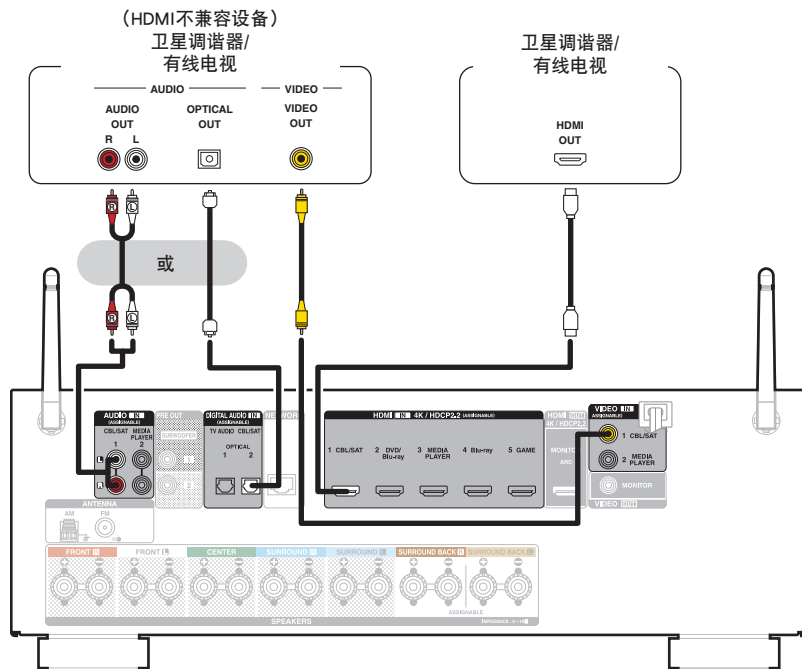 （HDMI不兼容设备）
卫星调谐器/
有线电视
AUDIO
VIDEO
AUDIO
OUT
OPTICAL
OUT
VIDEO
OUT
R L
卫星调谐器/
有线电视
HDMI
OUT
R L
或
R L
AUDIO IN
(ASSIGNABLE)
CBL/SAT
1
MEDIA
PLAYER
2
L
R
PRE OUT
SUBWOOFER
1
2
DIGITAL AUDIO IN
(ASSIGNABLE)
TV AUDIO CBL/SAT
OPTICAL
1 2
NETWORK
HDMI IN 4K / HDCP2.2 (ASSIGNABLE)
1 CBL/SAT
2 DVD/
Blu-ray
3 MEDIA
PLAYER
4 Blu-ray
5 GAME
HDMI OUT
4K / HDCP2.2
MONITOR
ARC
VIDEO IN
(ASSIGNABLE)
1 CBL/SAT
2 MEDIA
PLAYER
MONITOR
VIDEO OUT
ANTENNA
AM FM
FRONT R
FRONT L
CENTER
SURROUND R
SURROUND L
SURROUND BACK R
SURROUND BACK L
ASSIGNABLE
SPEAKERS